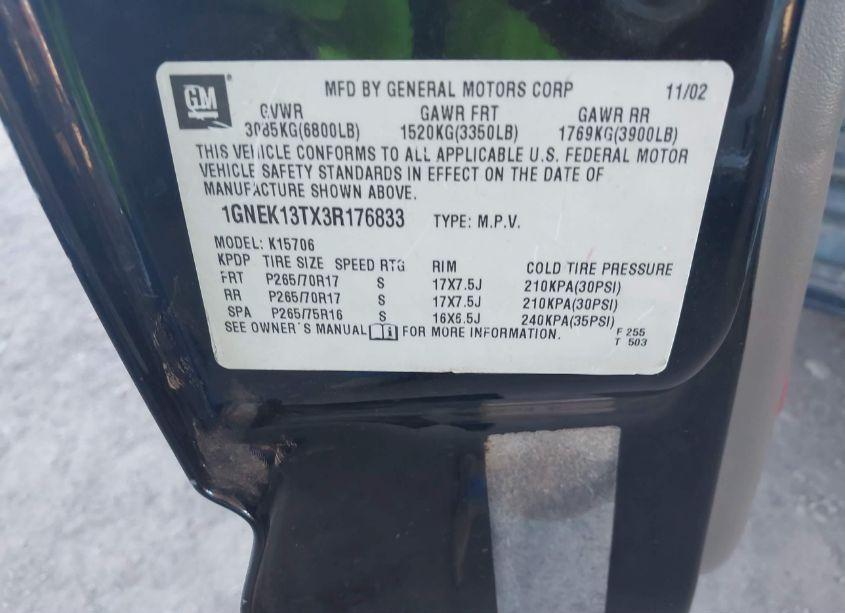 GM MFD BY GENERAL MOTORS CORP 11/02
GVWR GAWR FRT GAWR RR
3085KG(6800LB) 1520KG(3350LB) 1769KG(3900LB)
THIS VEHICLE CONFORMS TO ALL APPLICABLE U.S. FEDERAL MOTOR
VEHICLE SAFETY STANDARDS IN EFFECT ON THE DATE OF
MANUFACTURE SHOWN ABOVE.
1GNEK13TX3R176833 TYPE: M.P.V.
MODEL: K15706
KPDP TIRE SIZE SPEED RTG RIM COLD TIRE PRESSURE
FRT P265/70R17 S 17X7.5J 210KPA(30PSI)
RR P265/70R17 S 17X7.5J 210KPA(30PSI)
SPA P265/75R16 S 16X6.5J 240KPA(35PSI)
SEE OWNER'S MANUAL FOR MORE INFORMATION. F 255
T 503